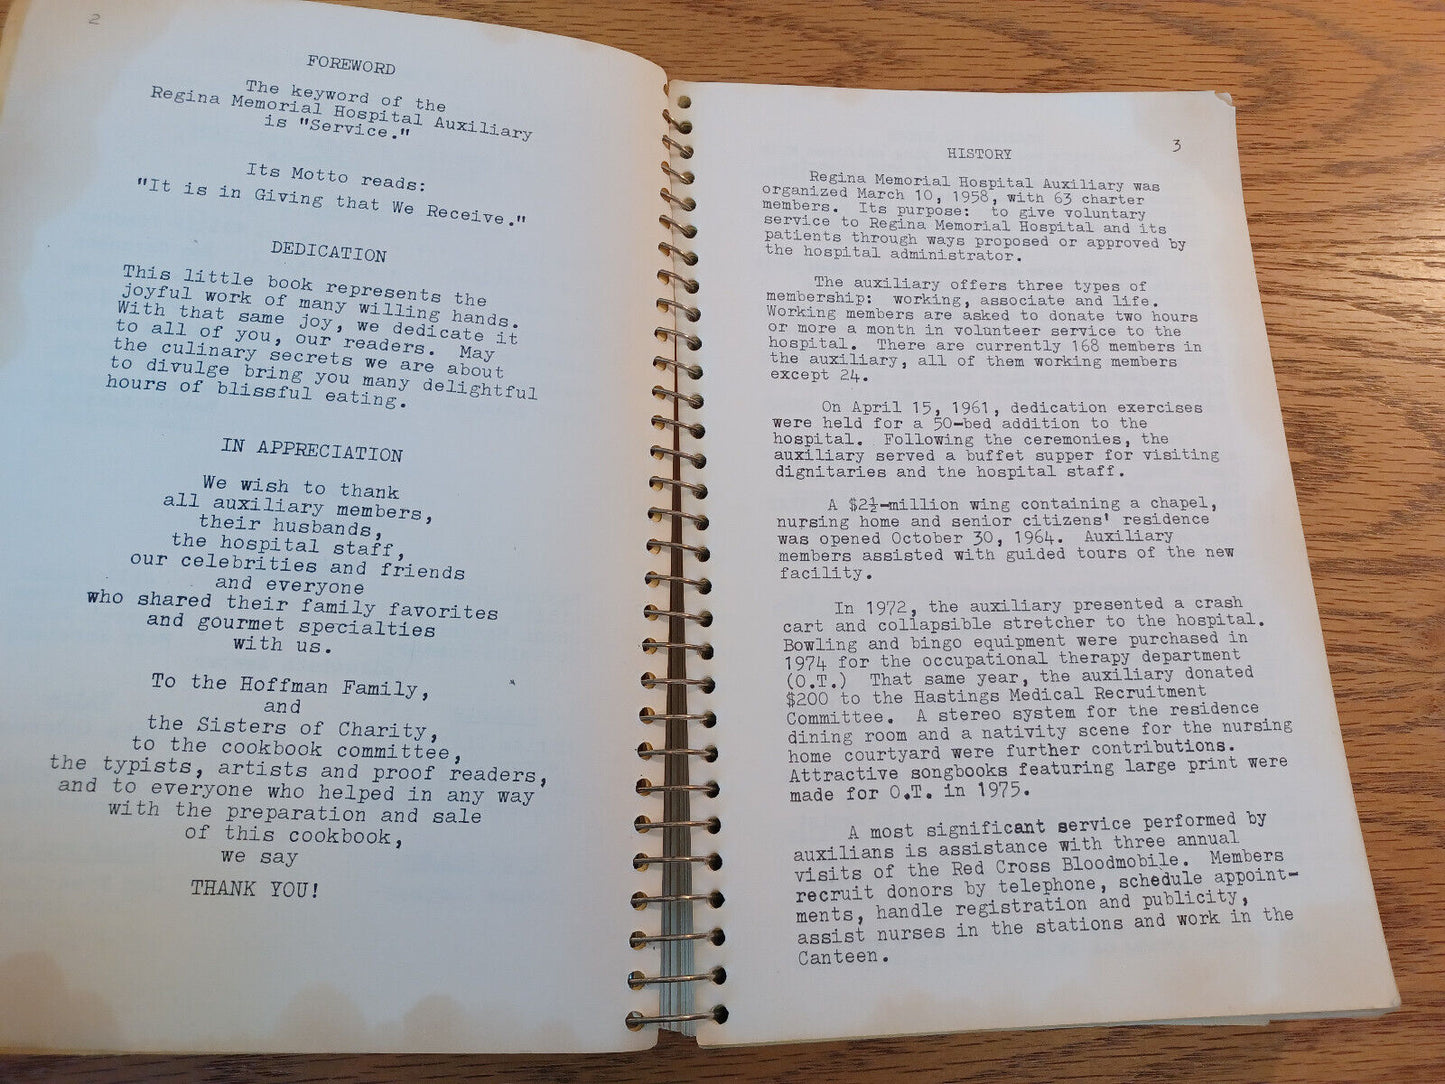 2
FOREWORD
The keyword of the
Regina Memorial Hospital Auxiliary
is "Service."
Its Motto reads:
"It is in Giving that We Receive."
DEDICATION
This little book represents the
joyful work of many willing hands.
With that same joy, we dedicate it
to all of you, our readers. May
the culinary secrets we are about
to divulge bring you many delightful
hours of blissful eating.
IN APPRECIATION
We wish to thank
all auxiliary members,
their husbands,
the hospital staff,
our celebrities and friends
and everyone
who shared their family favorites
and gourmet specialties
with us.
To the Hoffman Family,
and
the Sisters of Charity,
to the cookbook committee,
the typists, artists and proof readers,
and to everyone who helped in any way
with the preparation and sale
of this cookbook,
we say
THANK YOU!
3
HISTORY
Regina Memorial Hospital Auxiliary was
organized March 10, 1958, with 63 charter
members. Its purpose: to give voluntary
service to Regina Memorial Hospital and its
patients through ways proposed or approved by
the hospital administrator.
The auxiliary offers three types of
membership: working, associate and life.
Working members are asked to donate two hours
or more a month in volunteer service to the
hospital. There are currently 168 members in
the auxiliary, all of them working members
except 24.
On April 15, 1961, dedication exercises
were held for a 50-bed addition to the
hospital. Following the ceremonies, the
auxiliary served a buffet supper for visiting
dignitaries and the hospital staff.
A $2½-million wing containing a chapel,
nursing home and senior citizens' residence
was opened October 30, 1964. Auxiliary
members assisted with guided tours of the new
facility.
In 1972, the auxiliary presented a crash
cart and collapsible stretcher to the hospital.
Bowling and bingo equipment were purchased in
1974 for the occupational therapy department
(O.T.) That same year, the auxiliary donated
$200 to the Hastings Medical Recruitment
Committee. A stereo system for the residence
dining room and a nativity scene for the nursing
home courtyard were further contributions.
Attractive songbooks featuring large print were
made for O.T. in 1975.
A most significant service performed by
auxilians is assistance with three annual
visits of the Red Cross Bloodmobile. Members
recruit donors by telephone, schedule appoint-
ments, handle registration and publicity,
assist nurses in the stations and work in the
Canteen.